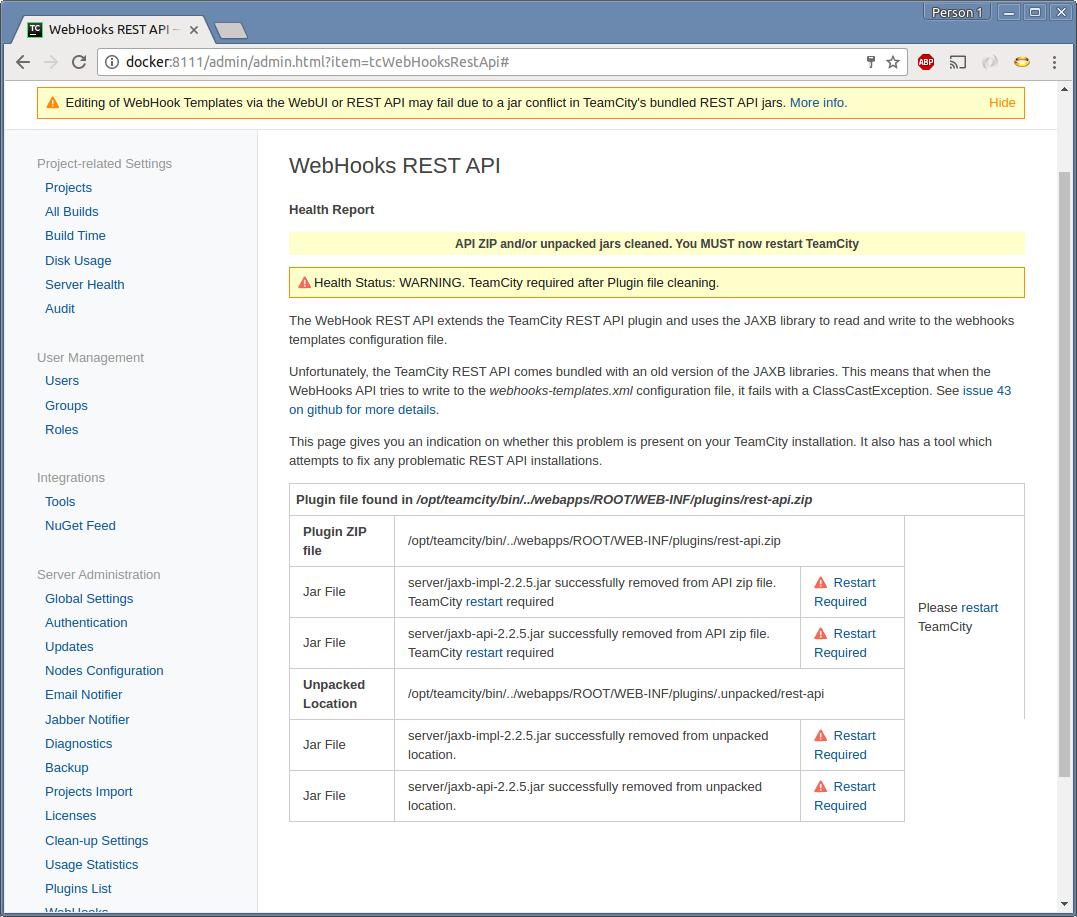 Person 1
TC WebHooks REST API –
docker:8111/admin/admin.html?item=tcWebHooksRestApi#
ABP
Editing of WebHook Templates via the WebUI or REST API may fail due to a jar conflict in TeamCity's bundled REST API jars. More info.
Hide
Project-related Settings
Projects
All Builds
Build Time
Disk Usage
Server Health
Audit
User Management
Users
Groups
Roles
Integrations
Tools
NuGet Feed
Server Administration
Global Settings
Authentication
Updates
Nodes Configuration
Email Notifier
Jabber Notifier
Diagnostics
Backup
Projects Import
Licenses
Clean-up Settings
Usage Statistics
Plugins List
WebHooks
WebHooks REST API
Health Report
API ZIP and/or unpacked jars cleaned. You MUST now restart TeamCity
Health Status: WARNING. TeamCity required after Plugin file cleaning.
The WebHook REST API extends the TeamCity REST API plugin and uses the JAXB library to read and write to the webhooks
templates configuration file.
Unfortunately, the TeamCity REST API comes bundled with an old version of the JAXB libraries. This means that when the
WebHooks API tries to write to the webhooks-templates.xml configuration file, it fails with a ClassCastException. See issue 43
on github for more details.
This page gives you an indication on whether this problem is present on your TeamCity installation. It also has a tool which
attempts to fix any problematic REST API installations.
Plugin file found in /opt/teamcity/bin/../webapps/ROOT/WEB-INF/plugins/rest-api.zip
Plugin ZIP
file
/opt/teamcity/bin/../webapps/ROOT/WEB-INF/plugins/rest-api.zip
Jar File
server/jaxb-impl-2.2.5.jar successfully removed from API zip file.
TeamCity restart required
Restart
Required
Jar File
server/jaxb-api-2.2.5.jar successfully removed from API zip file.
TeamCity restart required
Restart
Required
Please restart
TeamCity
Unpacked
Location
/opt/teamcity/bin/../webapps/ROOT/WEB-INF/plugins/.unpacked/rest-api
Jar File
server/jaxb-impl-2.2.5.jar successfully removed from unpacked
location.
Restart
Required
Jar File
server/jaxb-api-2.2.5.jar successfully removed from unpacked
location.
Restart
Required